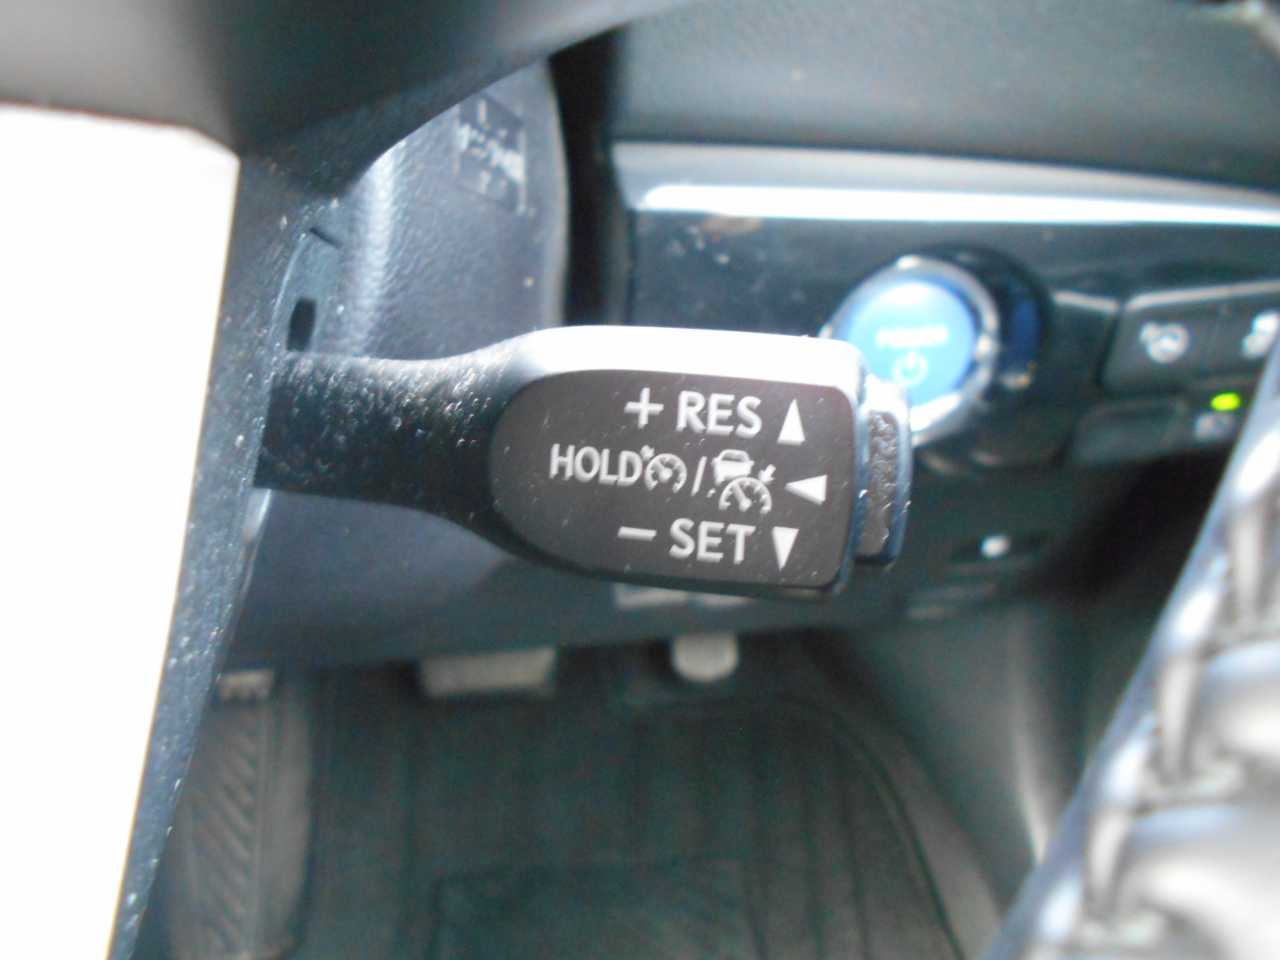 + RES ▲
HOLD / ◀
− SET ▼
POWER